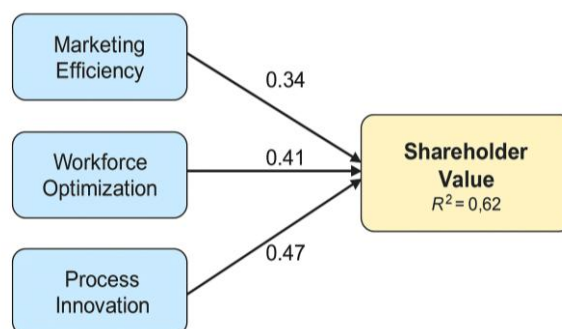 Marketing
Efficiency
0.34
Workforce
Optimization
0.41
Shareholder
Value
R² = 0,62
Process
Innovation
0.47